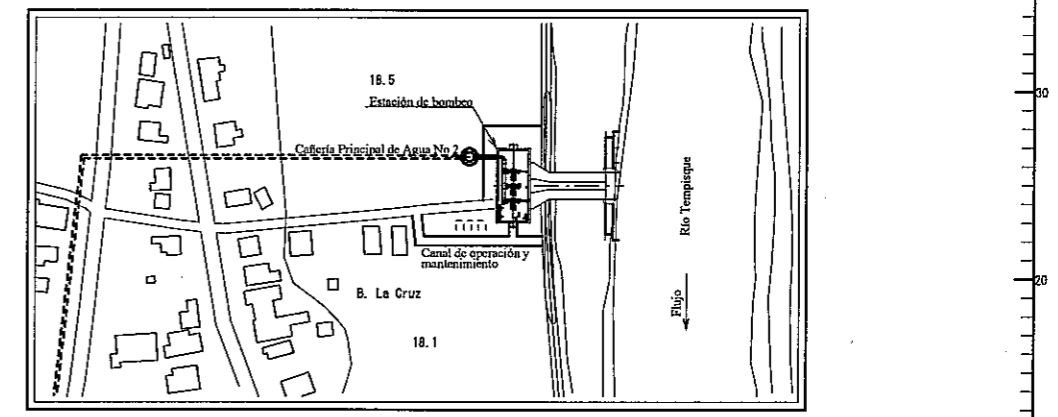 18.5
Estación de bombeo
Cañería Principal de Agua No 2
Río Tempisque
Canal de operación y
mantenimiento
Flujo
B. La Cruz
18.1
30
20